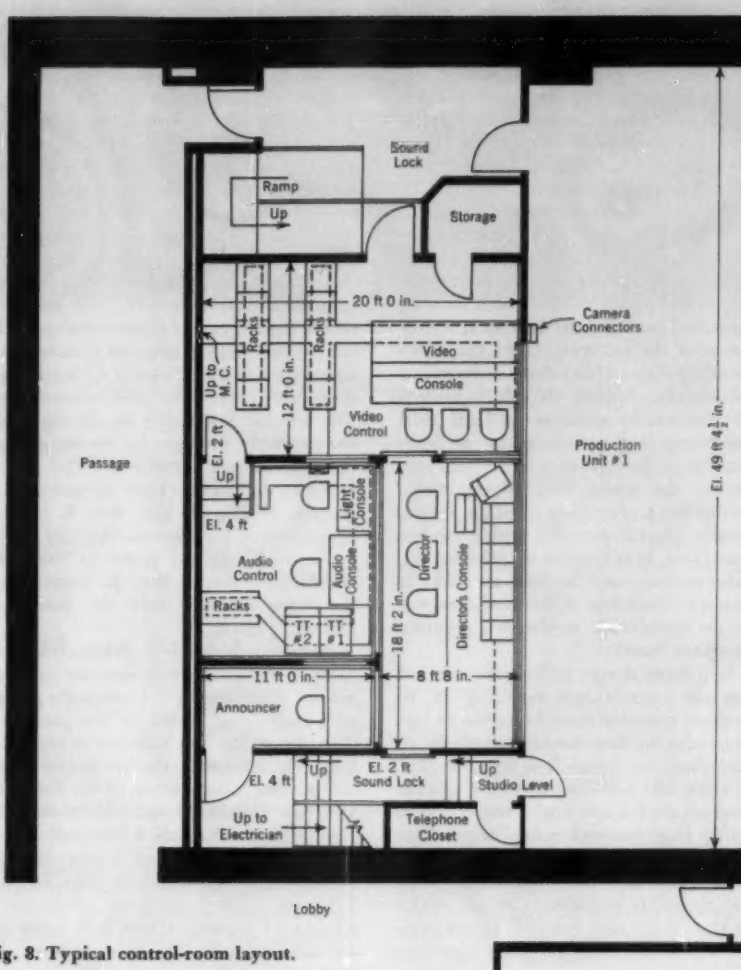 Sound
Lock
Ramp
Up
Storage
20 ft 0 in.
Camera
Connectors
Racks
Racks
Up to
M. C.
12 ft 0 in.
Video
Console
Video
Control
El. 2 ft
Up
El. 4 ft
Passage
Production
Unit #1
El. 49 ft 4½ in.
Light
Console
Audio
Control
Audio
Console
Racks
TT
#2
TT
#1
Director
Director's Console
18 ft 2 in.
11 ft 0 in.
8 ft 8 in.
Announcer
El. 4 ft
Up
El. 2 ft
Sound Lock
Up
Studio Level
Up to
Electrician
Telephone
Closet
Lobby
ig. 8. Typical control-room layout.